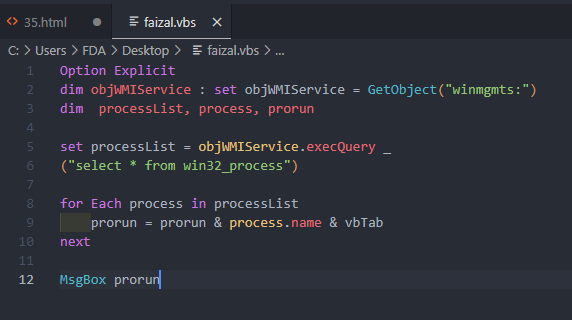 35.html faizal.vbs
C: > Users > FDA > Desktop > faizal.vbs > ...
1 Option Explicit
2 dim objWMIService : set objWMIService = GetObject("winmgmts:")
3 dim  processList, process, prorun
4
5 set processList = objWMIService.execQuery _
6 ("select * from win32_process")
7
8 for Each process in processList
9     prorun = prorun & process.name & vbTab
10 next
11
12 MsgBox prorun